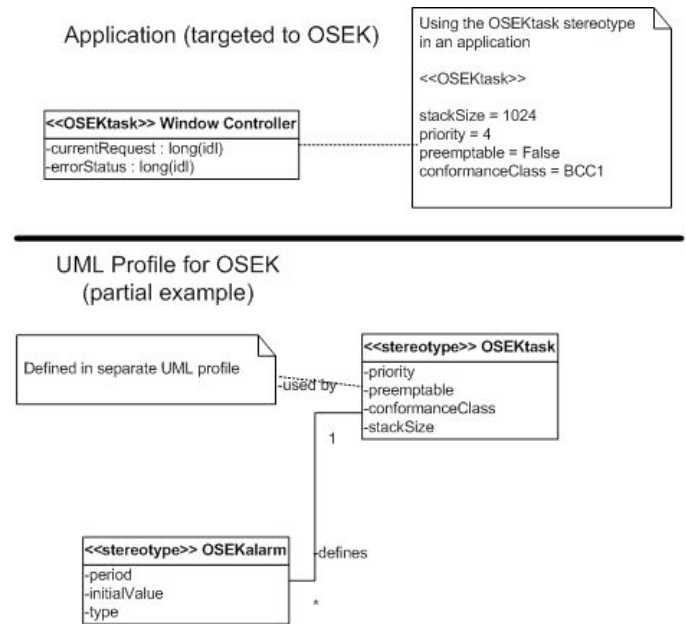 Application (targeted to OSEK)
Using the OSEKtask stereotype
in an application
<<OSEKtask>>
stackSize = 1024
priority = 4
preemptable = False
conformanceClass = BCC1
<<OSEKtask>> Window Controller
-currentRequest : long(idl)
-errorStatus : long(idl)
UML Profile for OSEK
(partial example)
Defined in separate UML profile
<<stereotype>> OSEKtask
-priority
-preemptable
-conformanceClass
-stackSize
-used by
1
<<stereotype>> OSEKalarm
-period
-initialValue
-type
-defines
*